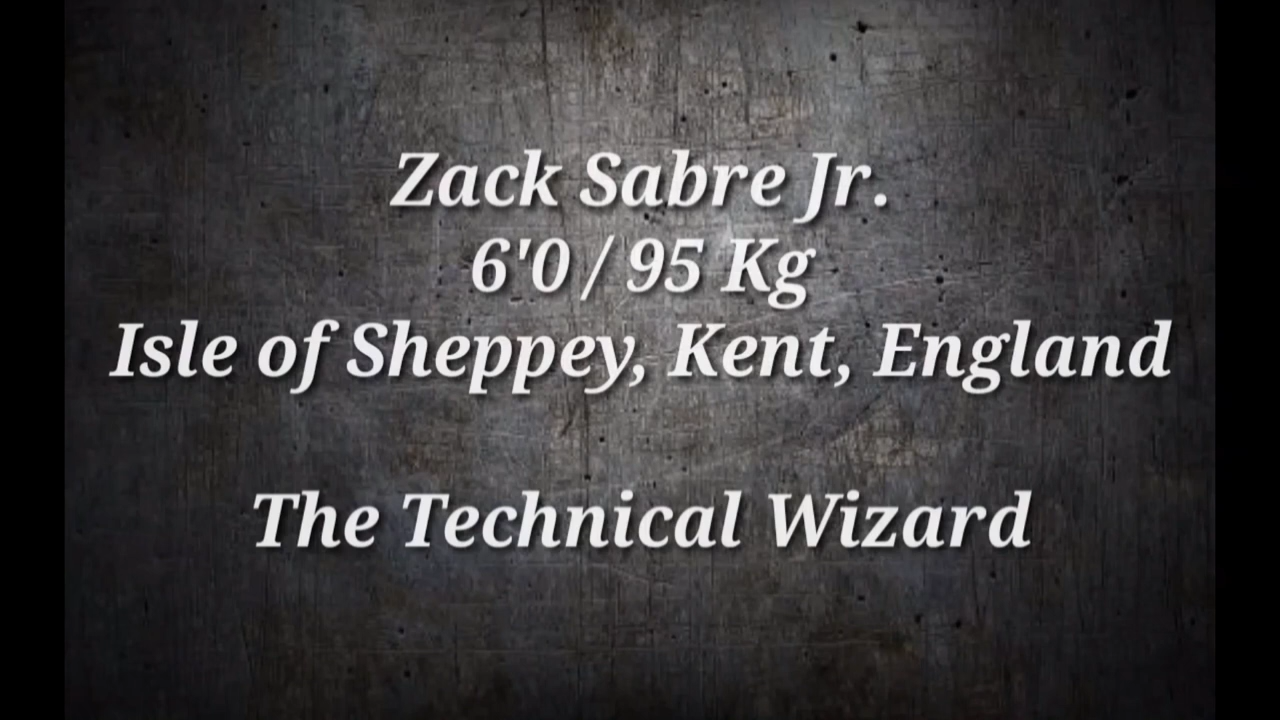 Zack Sabre Jr.
6'0 / 95 Kg
Isle of Sheppey, Kent, England
The Technical Wizard